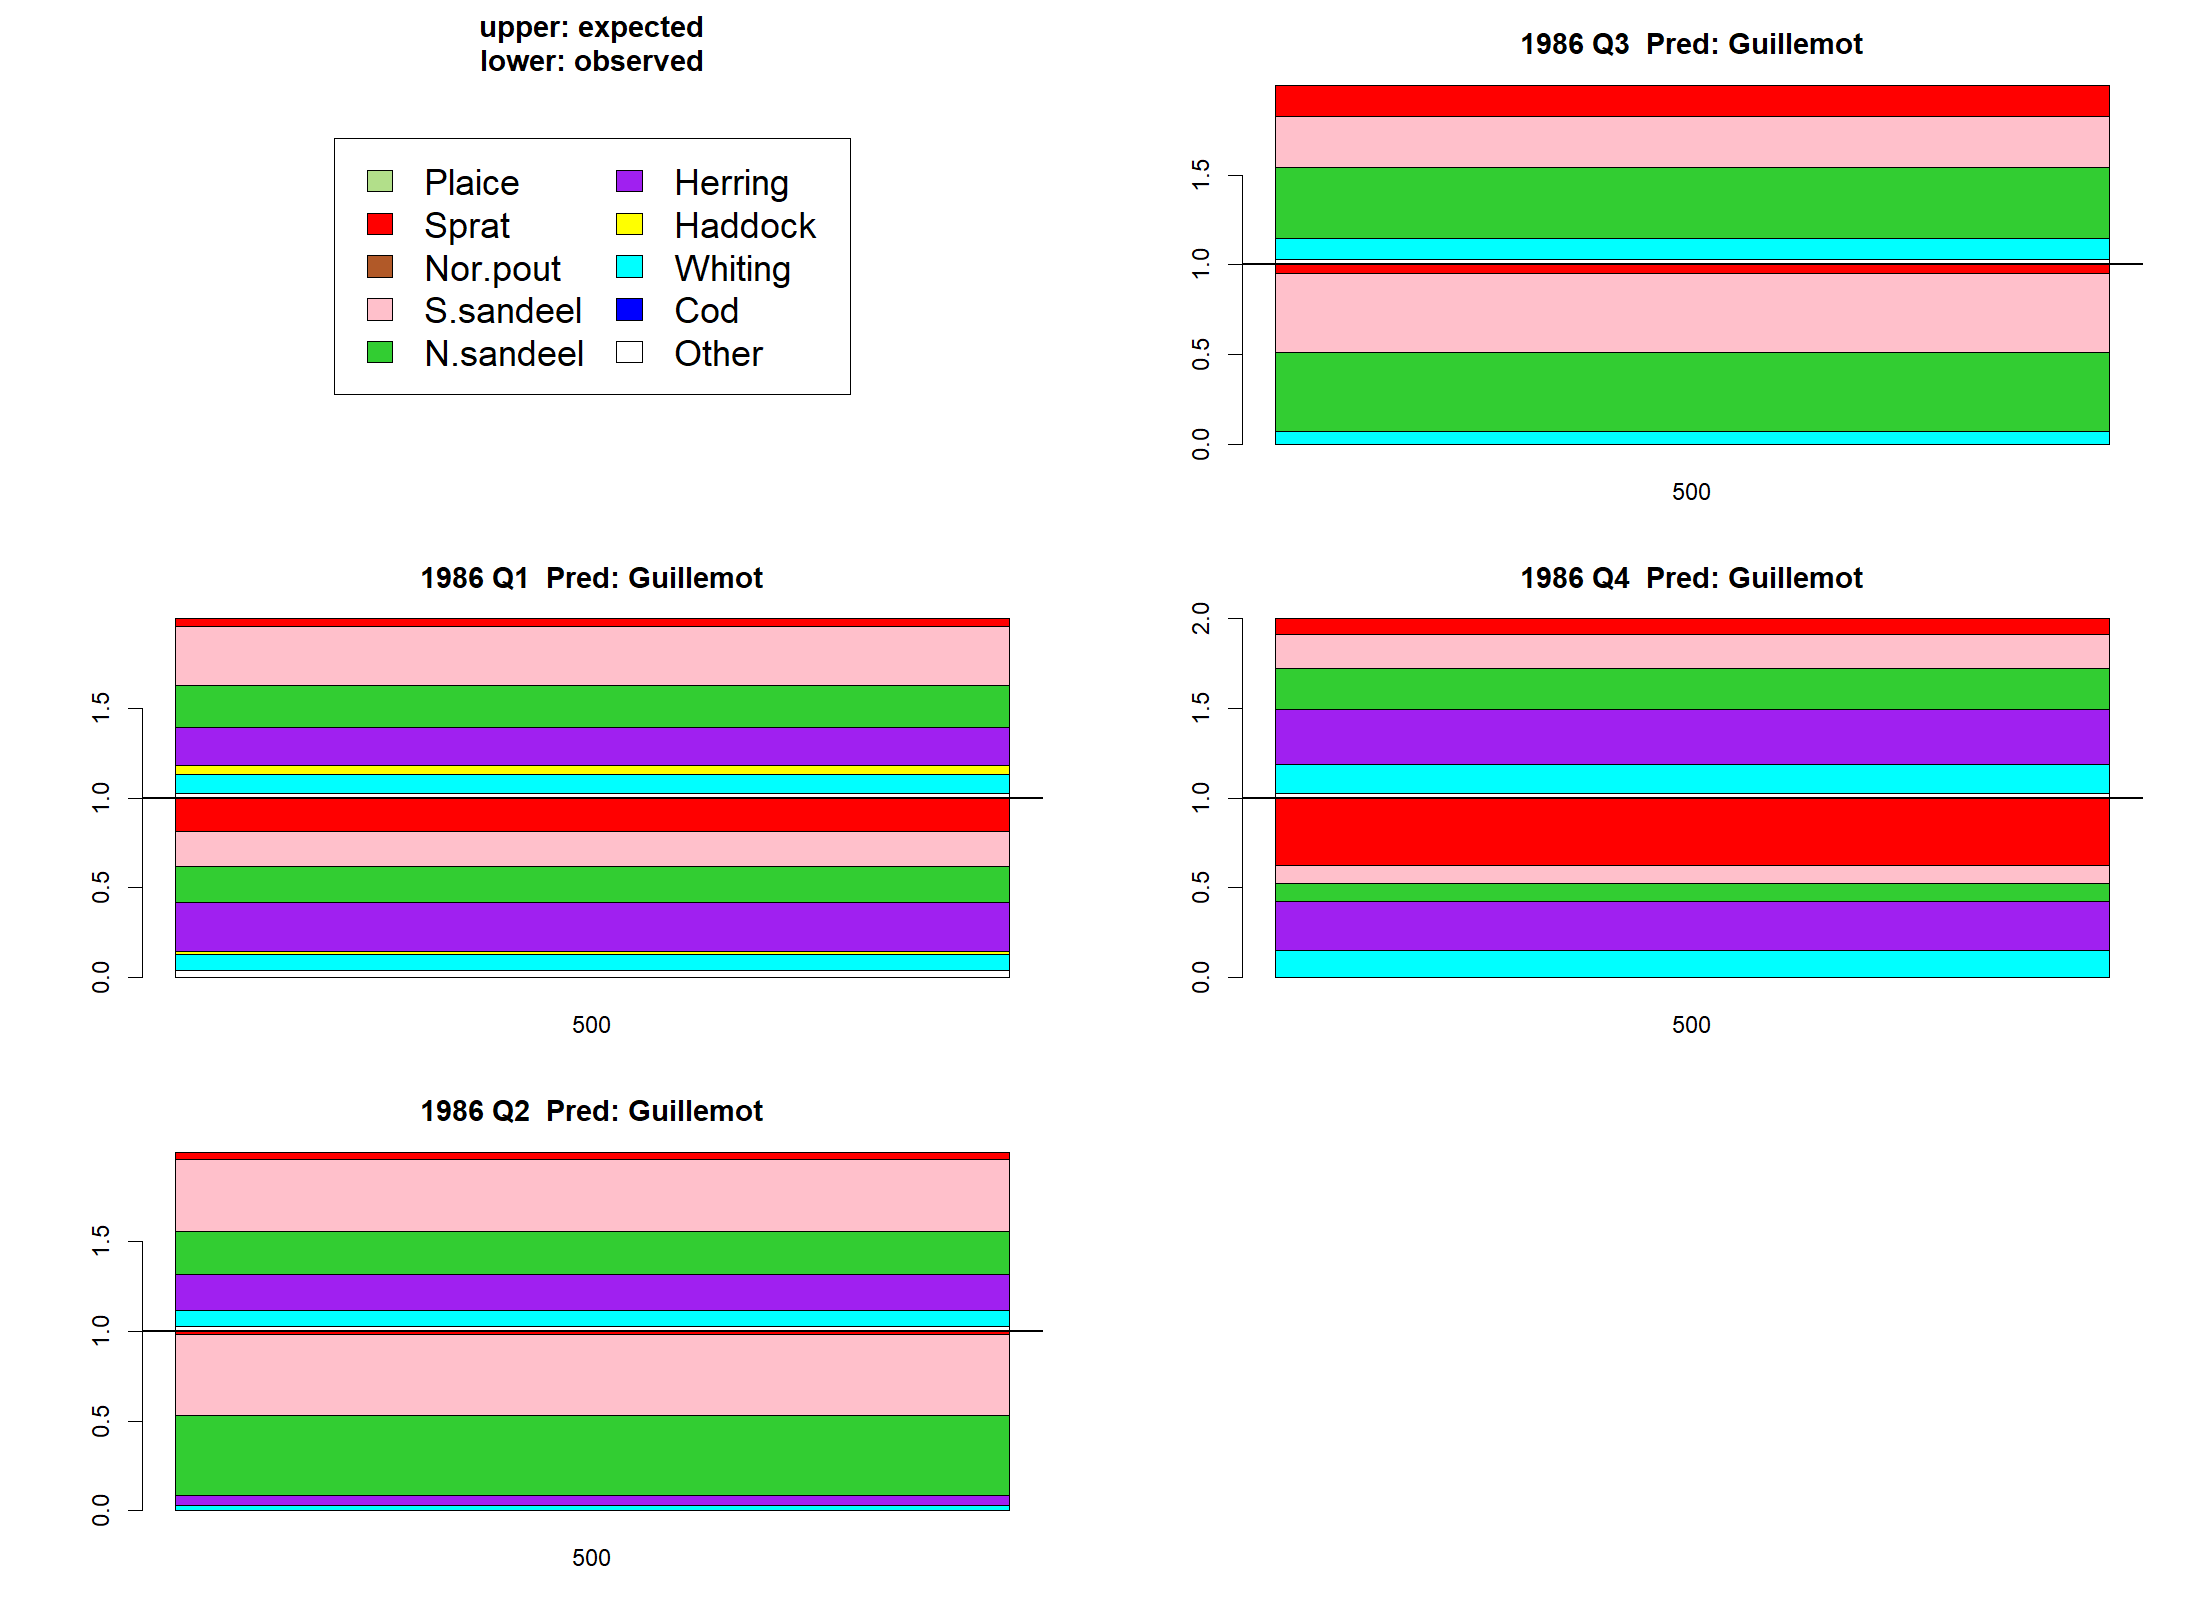 upper: expected
lower: observed
Plaice
Sprat
Nor.pout
S.sandeel
N.sandeel
Herring
Haddock
Whiting
Cod
Other
1986 Q1  Pred: Guillemot
0.0
0.5
1.0
1.5
500
1986 Q2  Pred: Guillemot
0.0
0.5
1.0
1.5
500
1986 Q3  Pred: Guillemot
0.0
0.5
1.0
1.5
500
1986 Q4  Pred: Guillemot
0.0
0.5
1.0
1.5
2.0
500